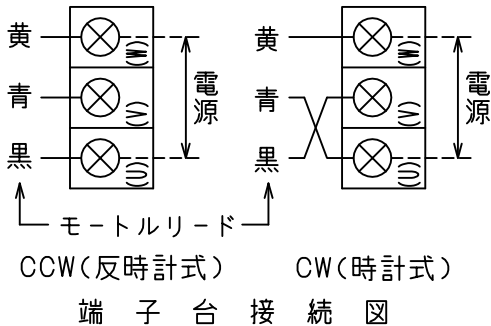 黄 (W)
青 (V) 電源
黒 (U)
黄 (W)
青 (V) 電源
黒 (U)
モートルリード
CCW(反時計式) CW(時計式)
端子台接続図